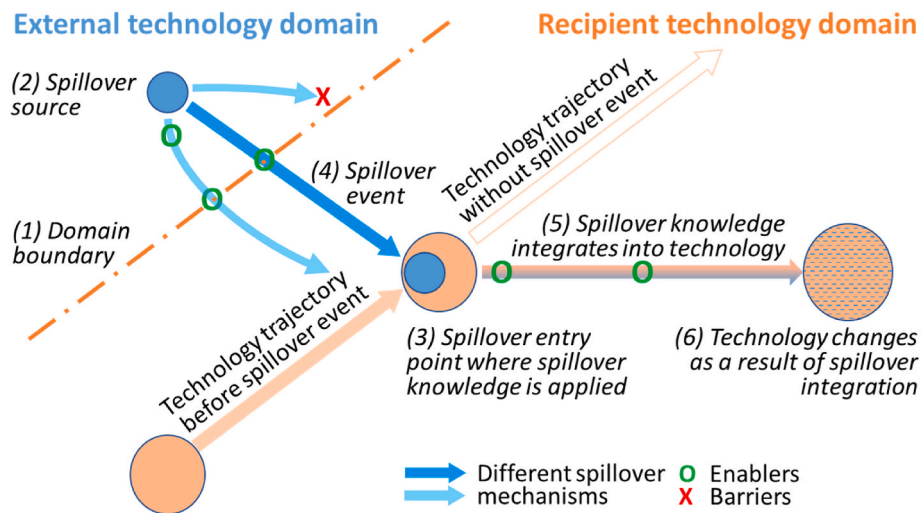 External technology domain
Recipient technology domain
(2) Spillover
source
X
O
O
O
(4) Spillover
event
Technology trajectory
without spillover event
(1) Domain
boundary
(5) Spillover knowledge
integrates into technology
O
O
Technology trajectory
before spillover event
(3) Spillover entry
point where spillover
knowledge is applied
(6) Technology changes
as a result of spillover
integration
Different spillover
mechanisms
O Enablers
X Barriers